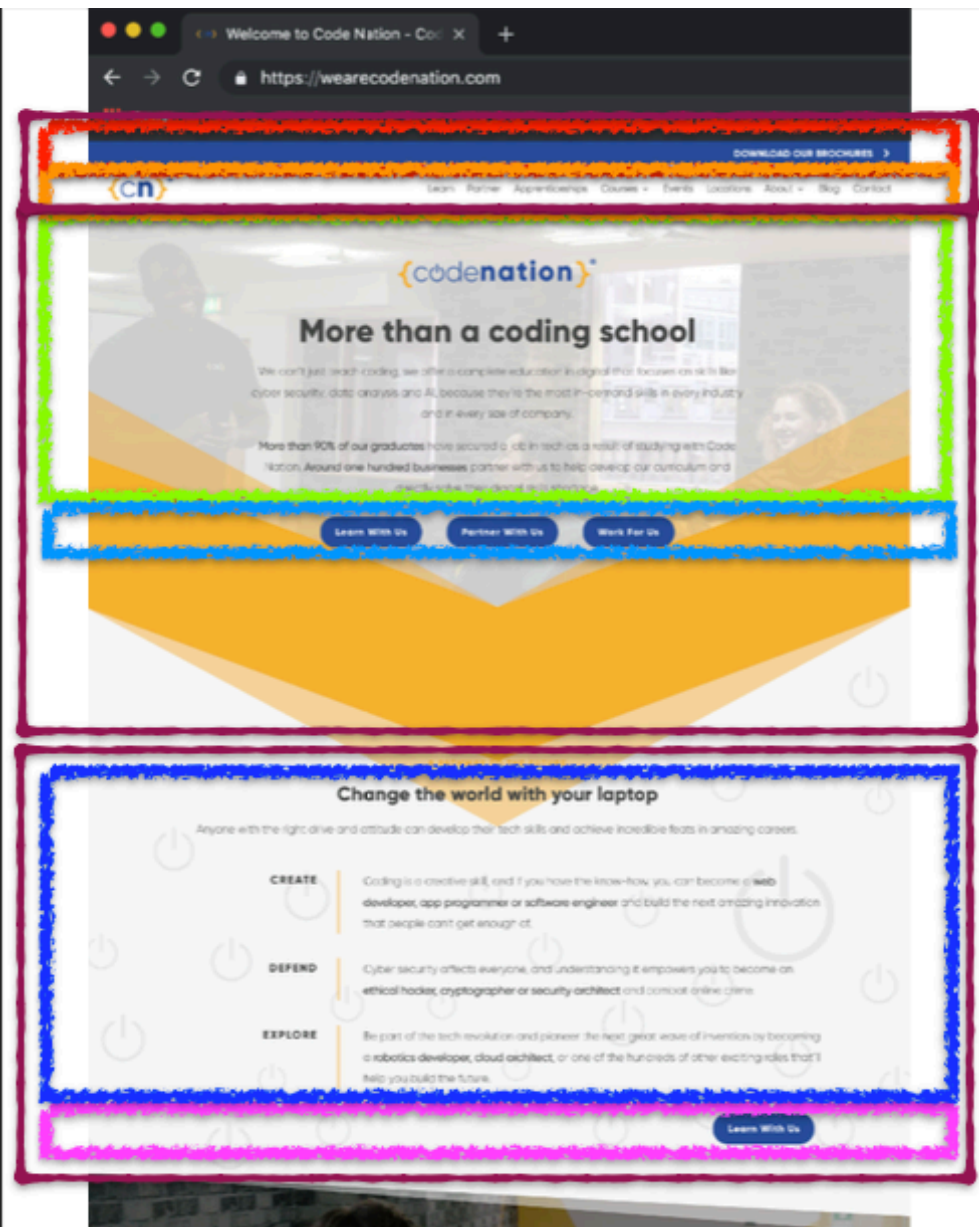 Welcome to Code Nation - Cod
https://wearecodenation.com
DOWNLOAD OUR BROCHURES
{cn}
Learn Partner Apprenticeships Courses Events Locations About Blog Contact
{codenation}™
More than a coding school
We don't just teach coding, we offer a complete education in digital that focuses on skills like
cyber security, data analysis and AI, because they're the most in-demand skills in every industry
and in every size of company.
More than 90% of our graduates have secured a job in tech as a result of studying with Code
Nation. Around one hundred businesses partner with us to help develop our curriculum and
directly solve their digital skills shortage.
Learn With Us Partner With Us Work For Us
Change the world with your laptop
Anyone with the right drive and attitude can develop their tech skills and achieve incredible feats in amazing careers.
CREATE
Coding is a creative skill, and if you have the know-how, you can become a web
developer, app programmer or software engineer and build the next amazing innovation
that people can't get enough of.
DEFEND
Cyber security affects everyone, and understanding it empowers you to become an
ethical hacker, cryptographer or security architect and combat online crime.
EXPLORE
Be part of the tech revolution and pioneer the next great wave of invention by becoming
a robotics developer, cloud architect, or one of the hundreds of other exciting roles that'll
help you build the future.
Learn With Us